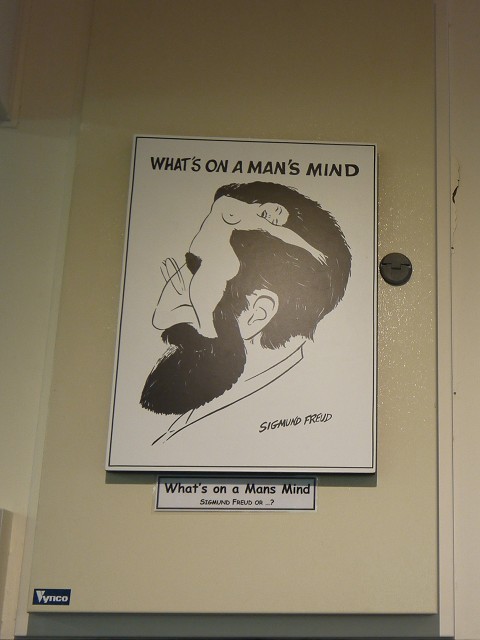 WHAT'S ON A MAN'S MIND
SIGMUND FREUD
What's on a Mans Mind
SIGMUND FREUD OR ...?
Vynco